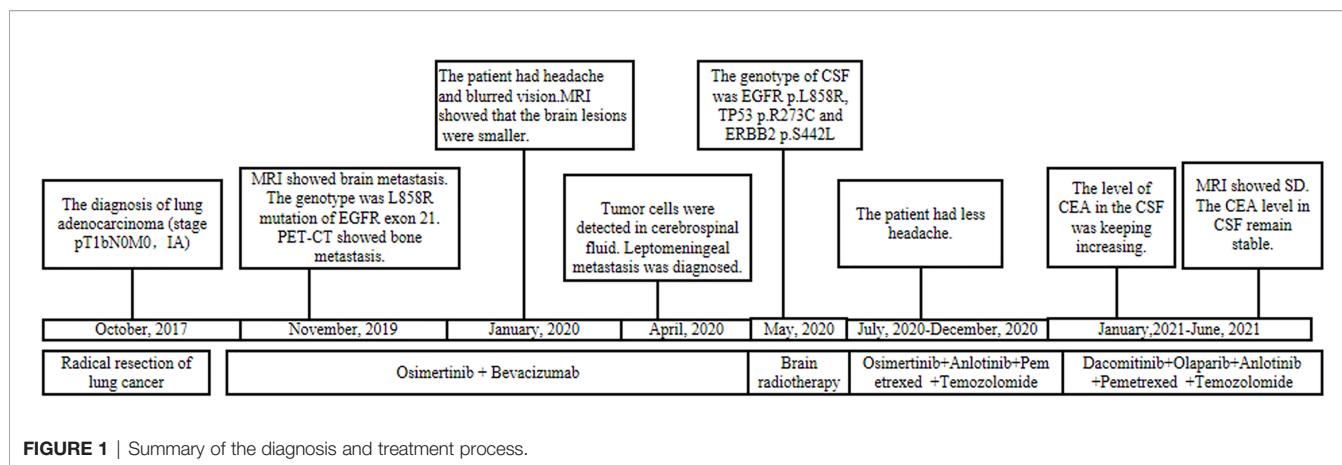 The patient had headache
and blurred vision.MRI
showed that the brain lesions
were smaller.
The genotype of CSF
was EGFR p.L858R,
TP53 p.R273C and
ERBB2 p.S442L
The diagnosis of lung
adenocarcinoma (stage
pT1bN0M0，IA)
MRI showed brain metastasis.
The genotype was L858R
mutation of EGFR exon 21.
PET-CT showed bone
metastasis.
Tumor cells were
detected in cerebrospinal
fluid. Leptomeningeal
metastasis was diagnosed.
The patient had less
headache.
The level of
CEA in the CSF
was keeping
increasing.
MRI showed SD.
The CEA level in
CSF remain
stable.
October, 2017
November, 2019
January, 2020
April, 2020
May, 2020
July, 2020-December, 2020
January,2021-June, 2021
Radical resection of
lung cancer
Osimertinib + Bevacizumab
Brain
radiotherapy
Osimertinib+Anlotinib+Pem
etrexed +Temozolomide
Dacomitinib+Olaparib+Anlotinib
+Pemetrexed +Temozolomide
FIGURE 1 | Summary of the diagnosis and treatment process.